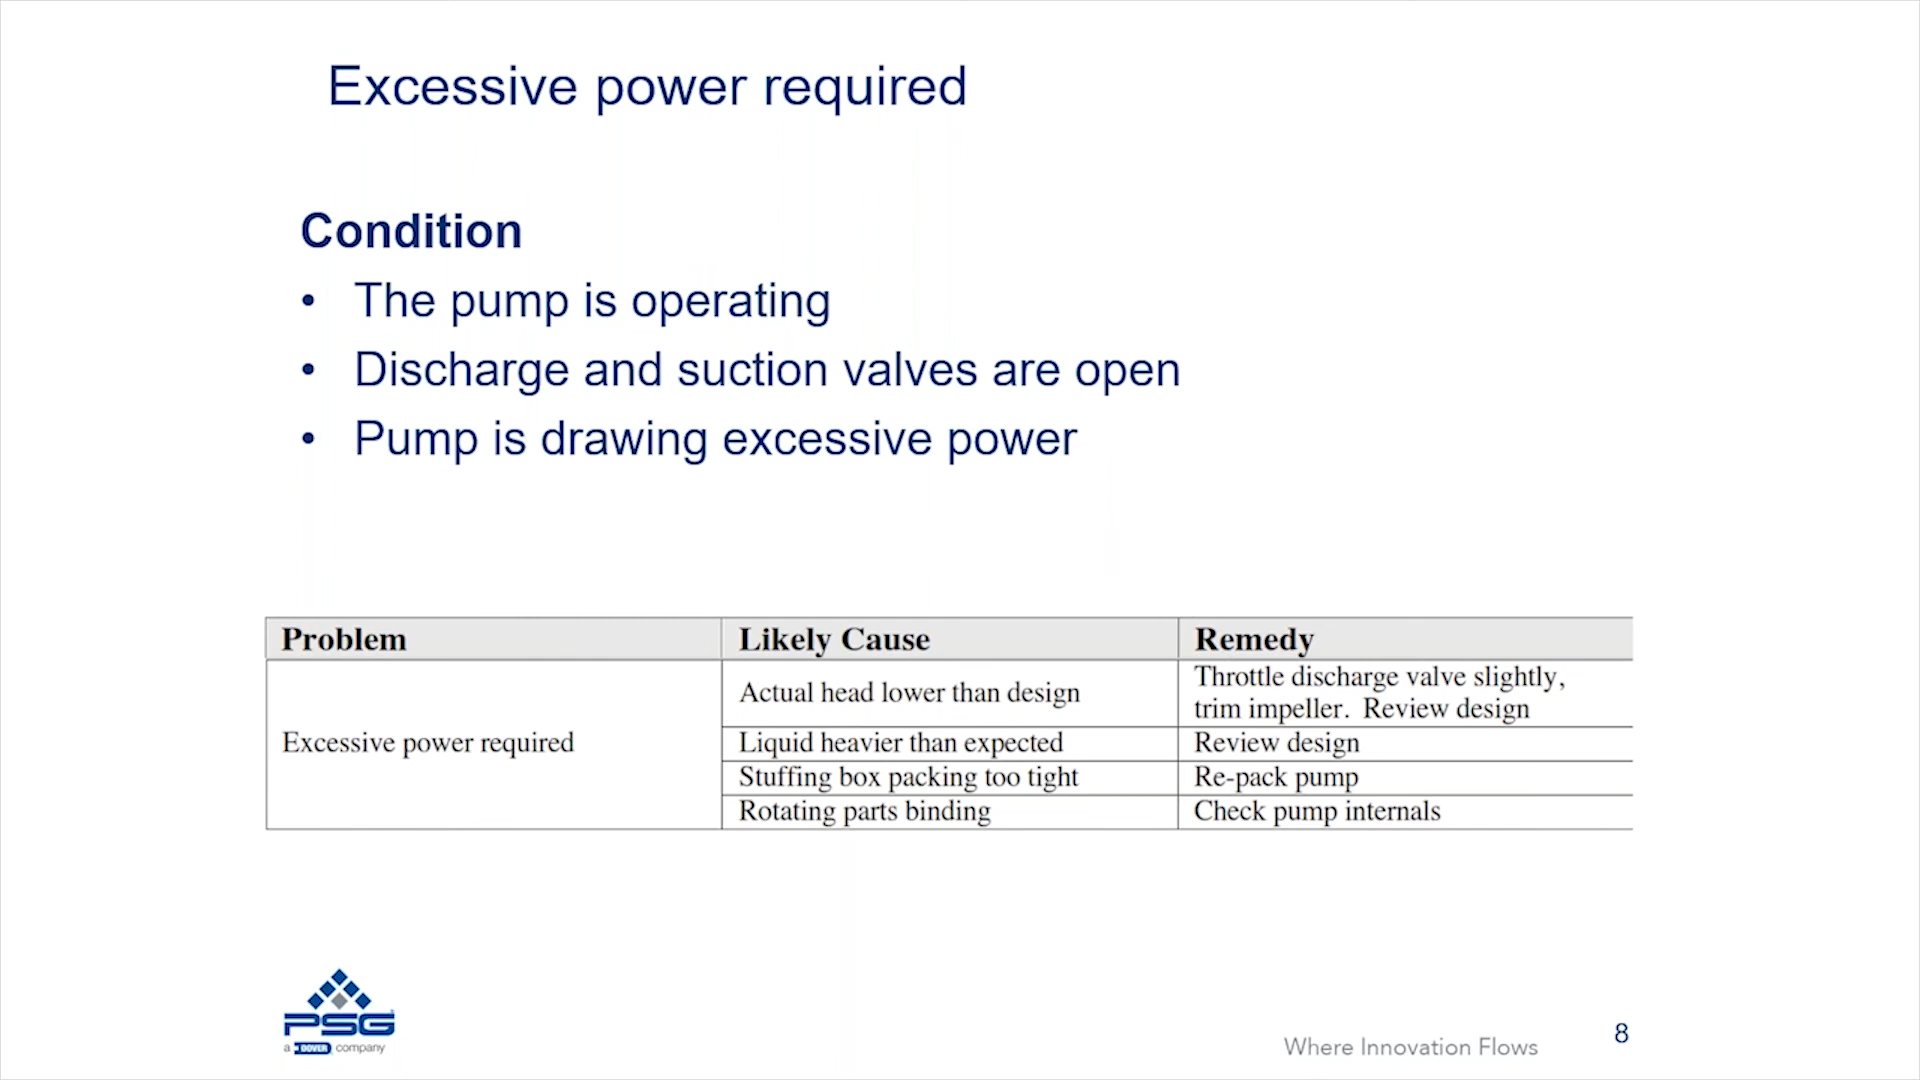 Excessive power required
Condition
• The pump is operating
• Discharge and suction valves are open
• Pump is drawing excessive power
Problem Likely Cause Remedy
Excessive power required
Actual head lower than design
Throttle discharge valve slightly,
trim impeller. Review design
Liquid heavier than expected Review design
Stuffing box packing too tight Re-pack pump
Rotating parts binding Check pump internals
PSG
a DOVER company
Where Innovation Flows
8